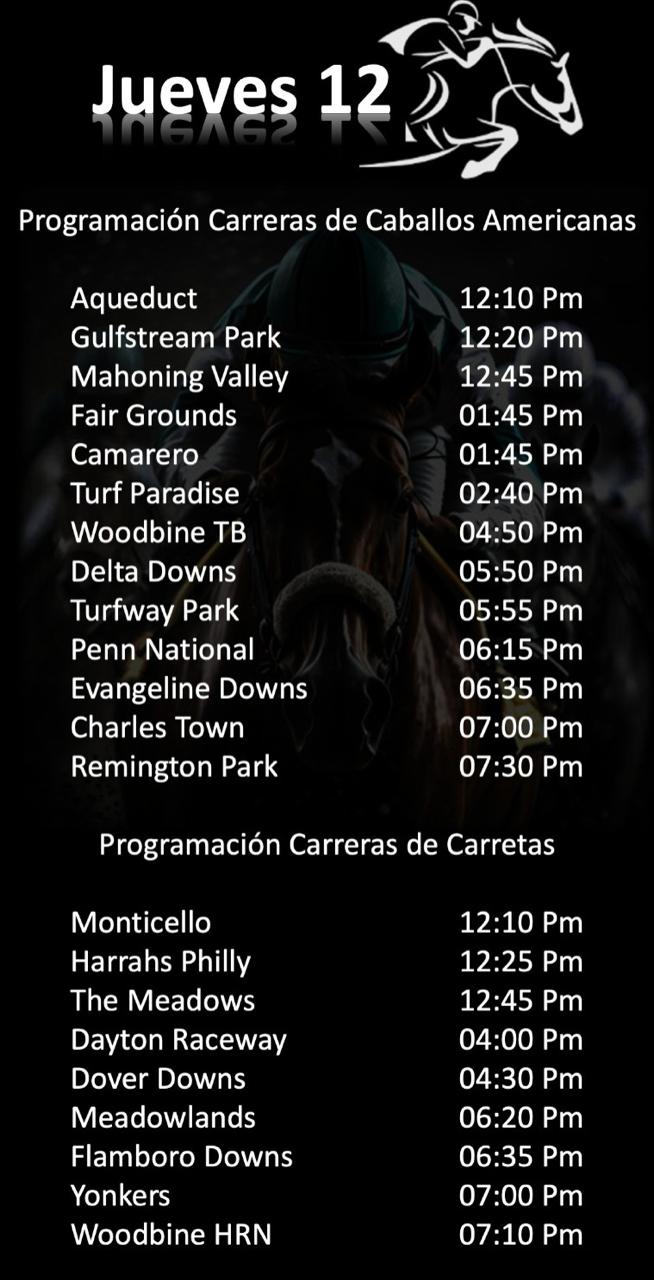 Jueves 12
Programación Carreras de Caballos Americanas
Aqueduct 12:10 Pm
Gulfstream Park 12:20 Pm
Mahoning Valley 12:45 Pm
Fair Grounds 01:45 Pm
Camarero 01:45 Pm
Turf Paradise 02:40 Pm
Woodbine TB 04:50 Pm
Delta Downs 05:50 Pm
Turfway Park 05:55 Pm
Penn National 06:15 Pm
Evangeline Downs 06:35 Pm
Charles Town 07:00 Pm
Remington Park 07:30 Pm
Programación Carreras de Carretas
Monticello 12:10 Pm
Harrahs Philly 12:25 Pm
The Meadows 12:45 Pm
Dayton Raceway 04:00 Pm
Dover Downs 04:30 Pm
Meadowlands 06:20 Pm
Flamboro Downs 06:35 Pm
Yonkers 07:00 Pm
Woodbine HRN 07:10 Pm